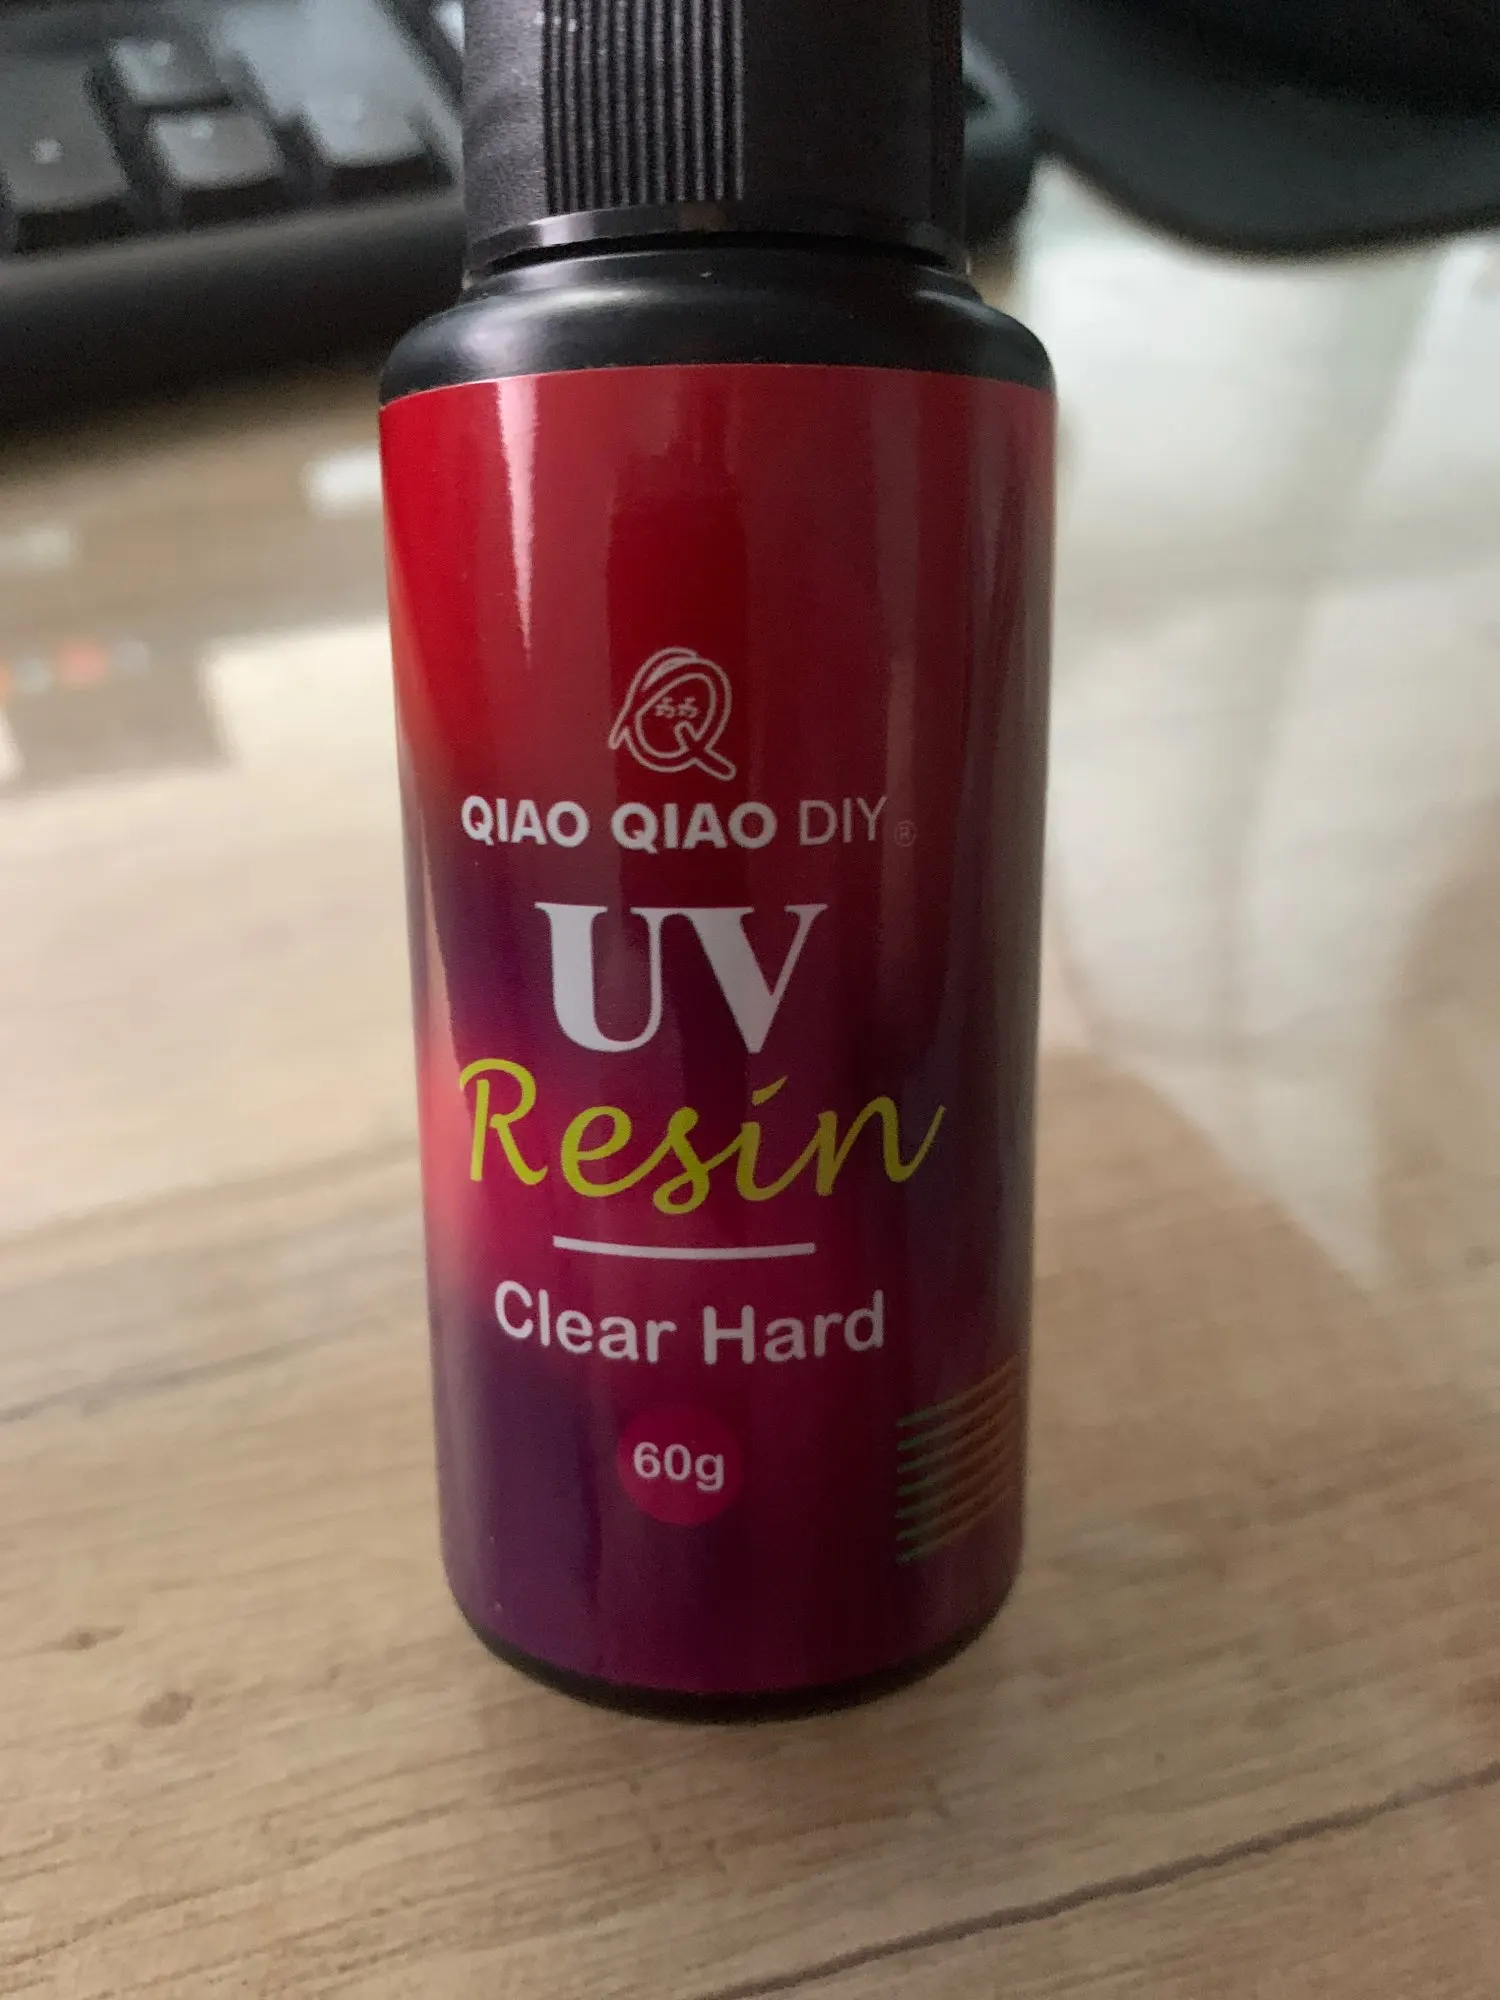 QIAO QIAO DIY®
UV
Resin
Clear Hard
60g